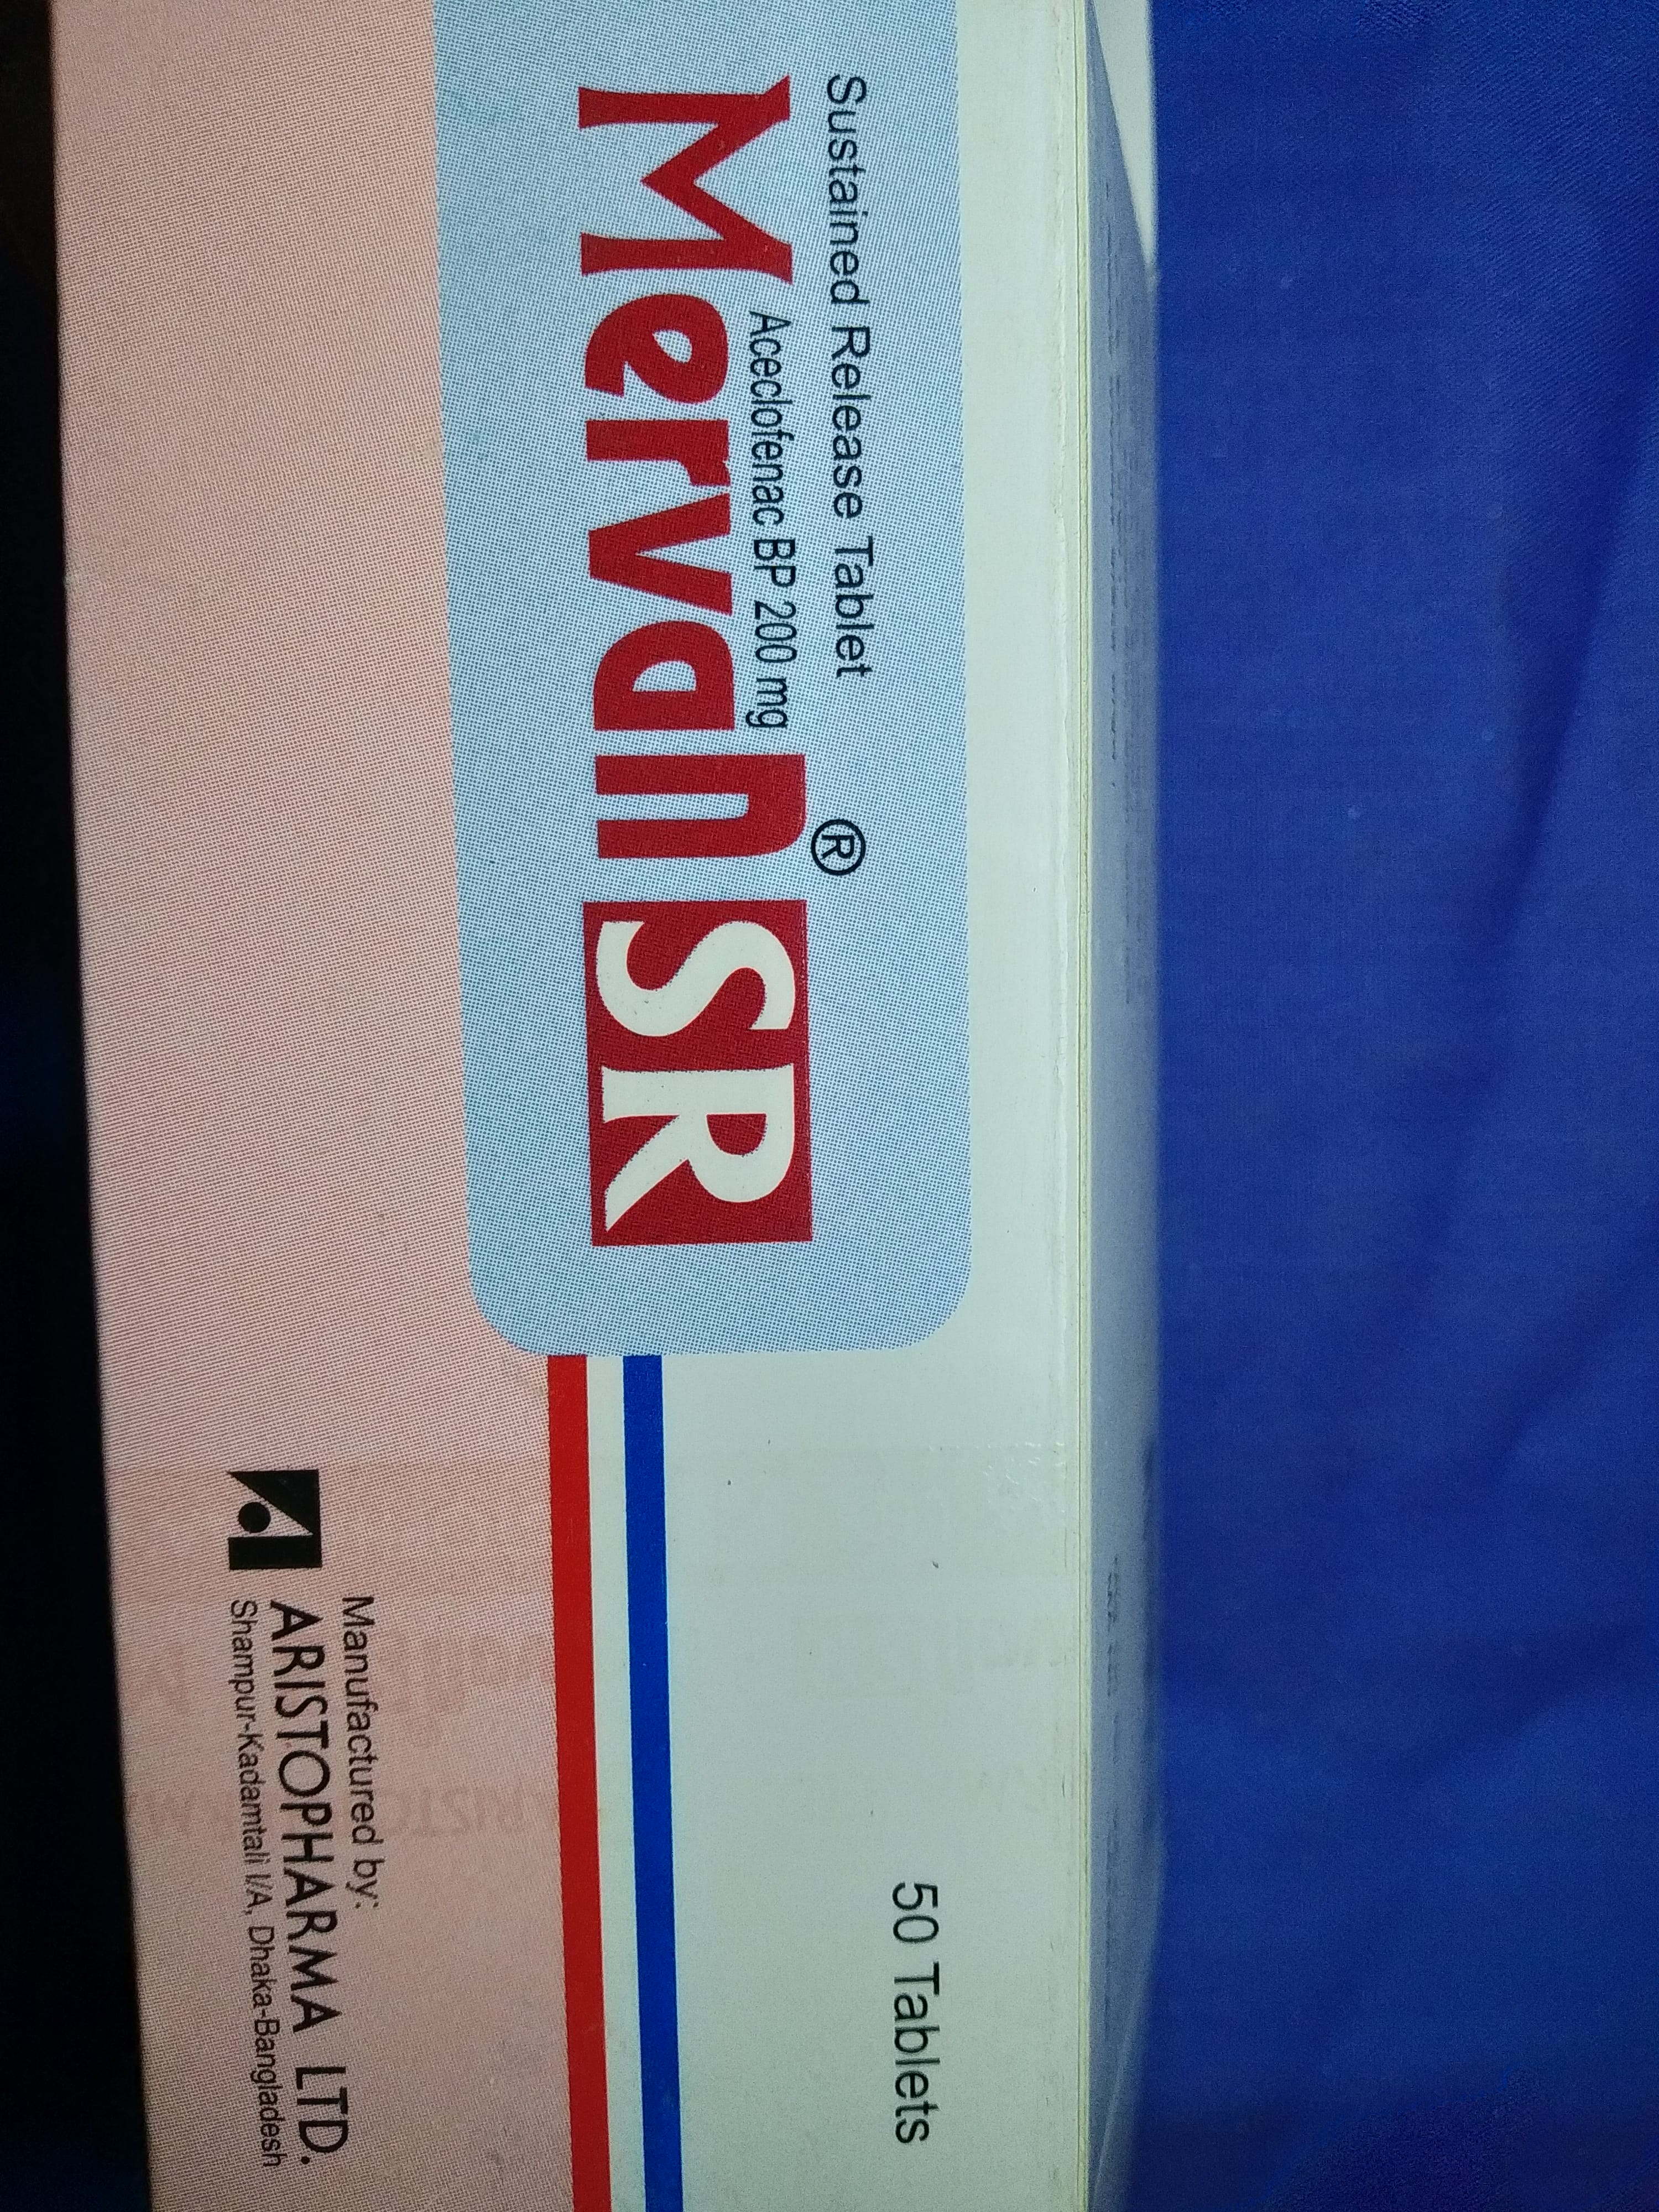 50 Tablets
Sustained Release Tablet
Aceclofenac BP 200 mg
Mervan® SR
Manufactured by:
ARISTOPHARMA LTD.
Shampur-Kadamtali I/A, Dhaka-Bangladesh